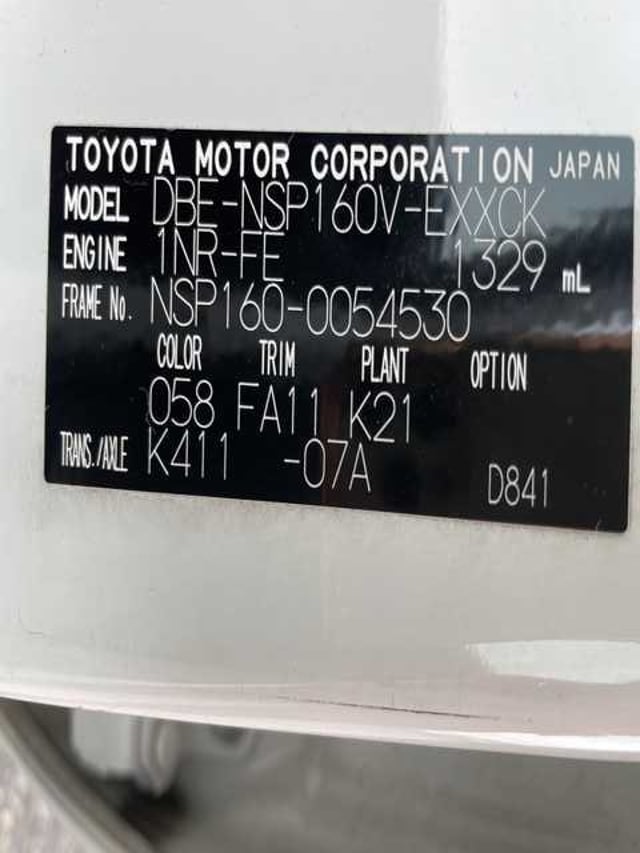 TOYOTA MOTOR CORPORATION JAPAN
MODEL DBE-NSP160V-EXXCK
ENGINE 1NR-FE 1329 mL
FRAME No. NSP160-0054530
COLOR TRIM PLANT OPTION
058 FA11 K21
TRANS./AXLE K411 -07A D841